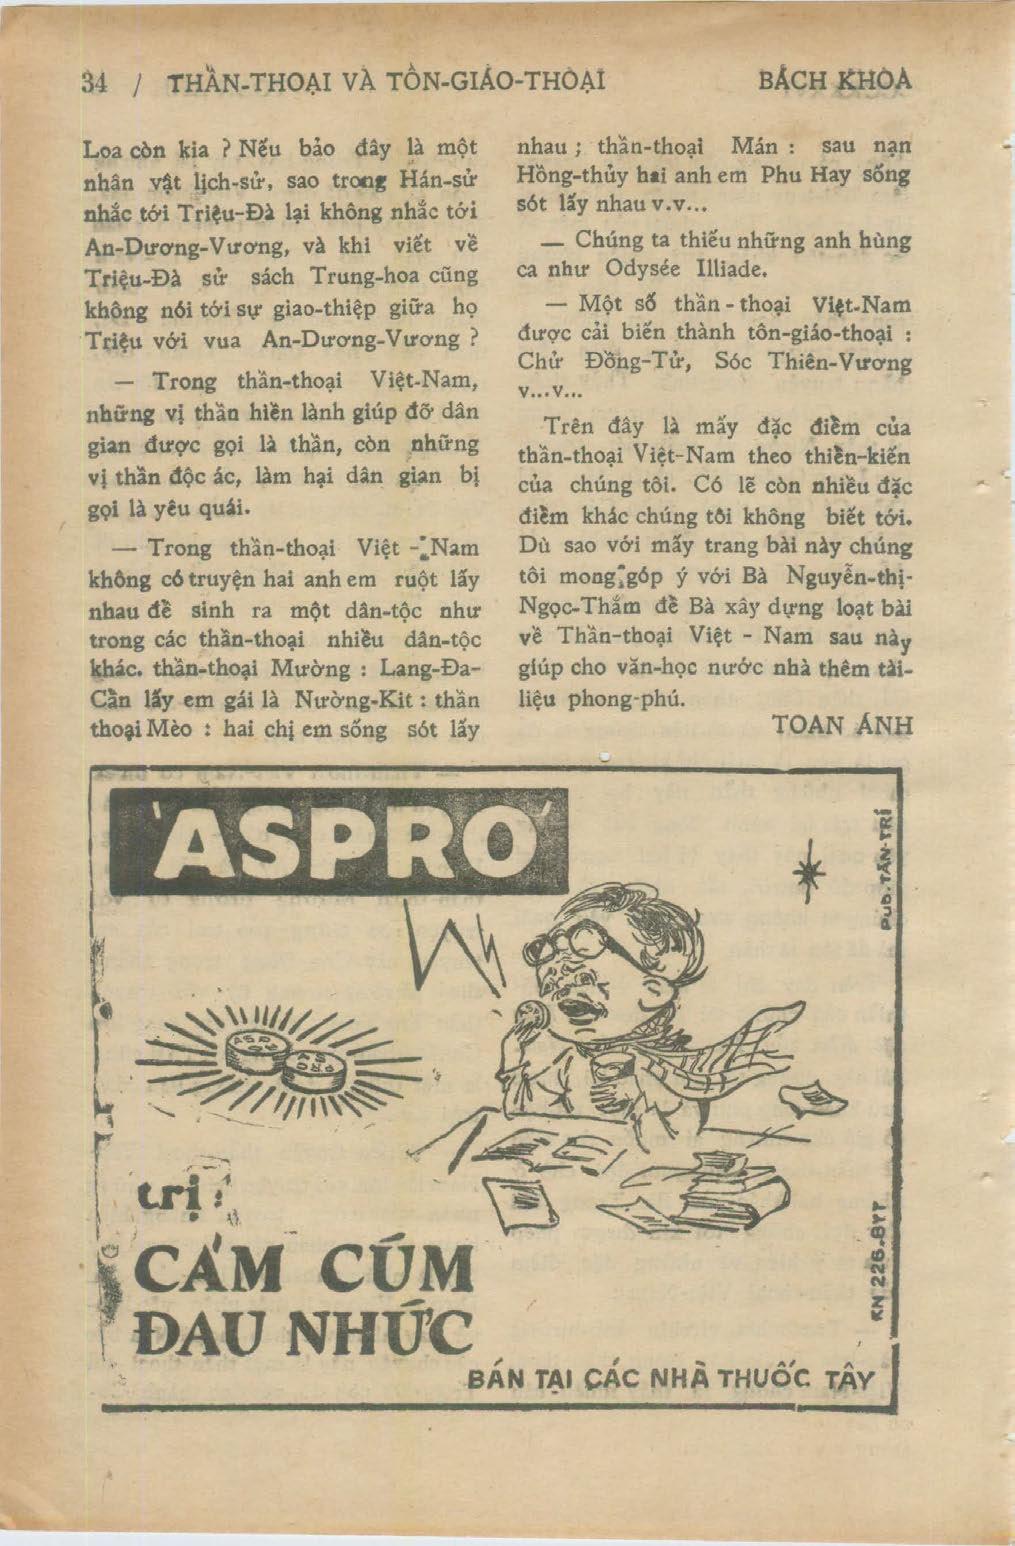 34 / THẦN-THOẠI VÀ TÔN-GIÁO-THOẠI BÁCH KHOA
Loa còn kia ? Nếu bảo đây là một
nhân vật lịch-sử, sao trong Hán-sử
nhắc tới Triệu-Đà lại không nhắc tới
An-Dương-Vương, và khi viết về
Triệu-Đà sử sách Trung-hoa cũng
không nói tới sự giao-thiệp giữa họ
Triệu với vua An-Dương-Vương ?
— Trong thần-thoại Việt-Nam,
những vị thần hiền lành giúp đỡ dân
gian được gọi là thần, còn những
vị thần độc ác, làm hại dân gian bị
gọi là yêu quái.
— Trong thần-thoại Việt - Nam
không có truyện hai anh em ruột lấy
nhau để sinh ra một dân-tộc như
trong các thần-thoại nhiều dân-tộc
khác. thần-thoại Mường : Lang-Đa-
Cần lấy em gái là Nường-Kit : thần
thoại Mèo : hai chị em sống sót lấy
nhau ; thần-thoại Mán : sau nạn
Hồng-thủy hai anh em Phu Hay sống
sót lấy nhau v.v...
— Chúng ta thiếu những anh hùng
ca như Odysée Illiade.
— Một số thần - thoại Việt-Nam
được cải biến thành tôn-giáo-thoại :
Chử Đồng-Tử, Sóc Thiên-Vương
v...v...
Trên đây là mấy đặc điểm của
thần-thoại Việt-Nam theo thiển-kiến
của chúng tôi. Có lẽ còn nhiều đặc
điểm khác chúng tôi không biết tới.
Dù sao với mấy trang bài này chúng
tôi mong góp ý với Bà Nguyễn-thị-
Ngọc-Thắm để Bà xây dựng loạt bài
về Thần-thoại Việt - Nam sau này
giúp cho văn-học nước nhà thêm tài-
liệu phong-phú.
TOAN ÁNH
'ASPRO'
Pub. TÂN-TRÍ
ASPRO
ASPRO
trị :
CẢM CÚM
ĐAU NHỨC
KN 226.BYT
BÁN TẠI CÁC NHÀ THUỐC TÂY